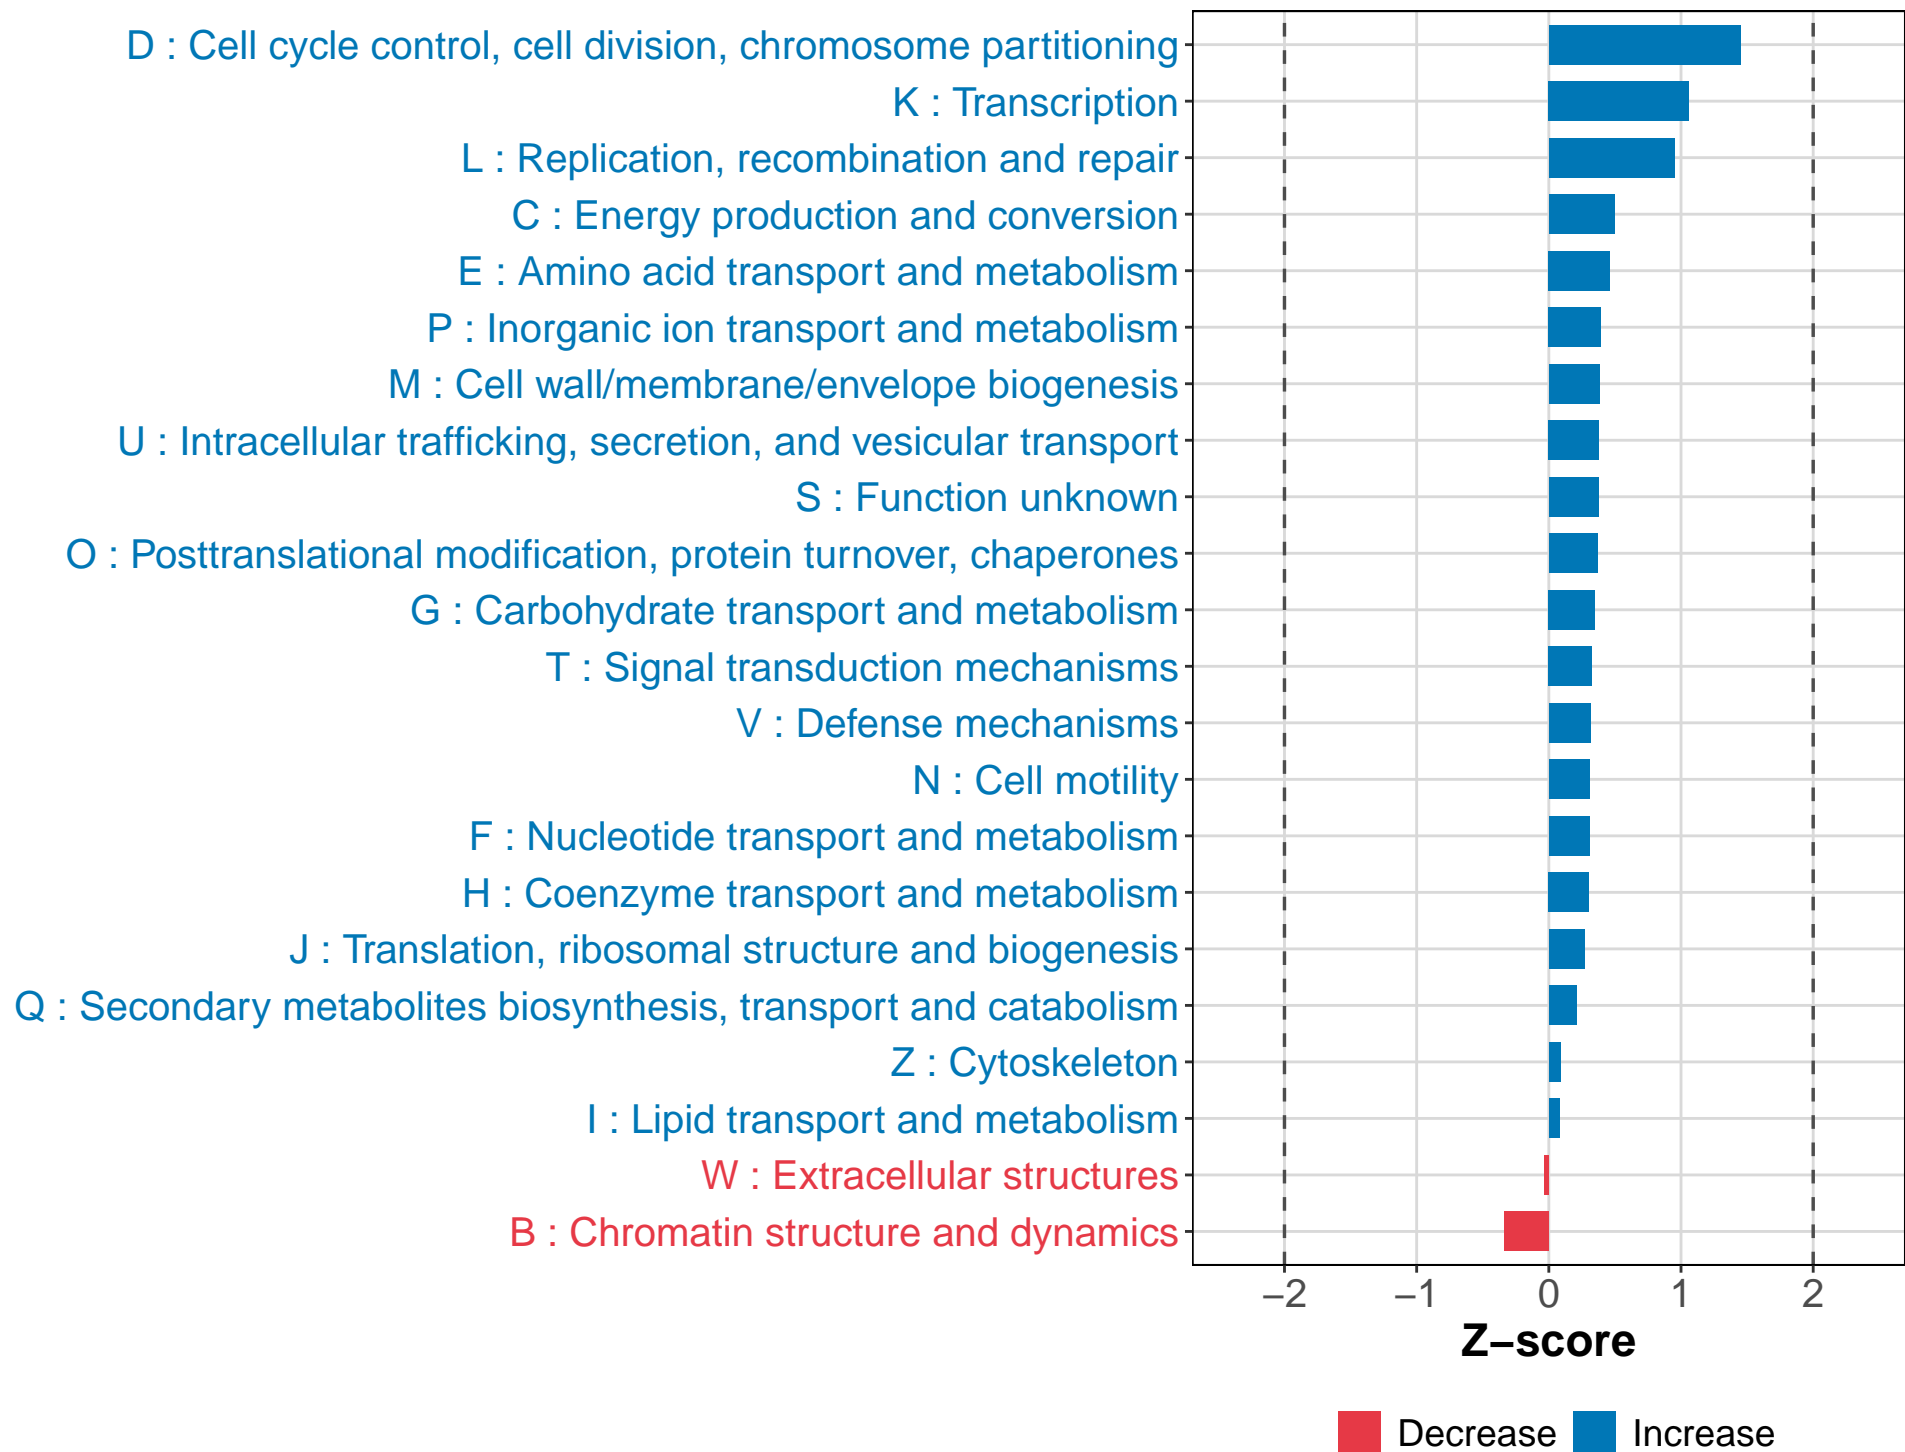 D : Cell cycle control, cell division, chromosome partitioning
K : Transcription
L : Replication, recombination and repair
C : Energy production and conversion
E : Amino acid transport and metabolism
P : Inorganic ion transport and metabolism
M : Cell wall/membrane/envelope biogenesis
U : Intracellular trafficking, secretion, and vesicular transport
S : Function unknown
O : Posttranslational modification, protein turnover, chaperones
G : Carbohydrate transport and metabolism
T : Signal transduction mechanisms
V : Defense mechanisms
N : Cell motility
F : Nucleotide transport and metabolism
H : Coenzyme transport and metabolism
J : Translation, ribosomal structure and biogenesis
Q : Secondary metabolites biosynthesis, transport and catabolism
Z : Cytoskeleton
I : Lipid transport and metabolism
W : Extracellular structures
B : Chromatin structure and dynamics
−2 −1 0 1 2
Z−score
Decrease Increase